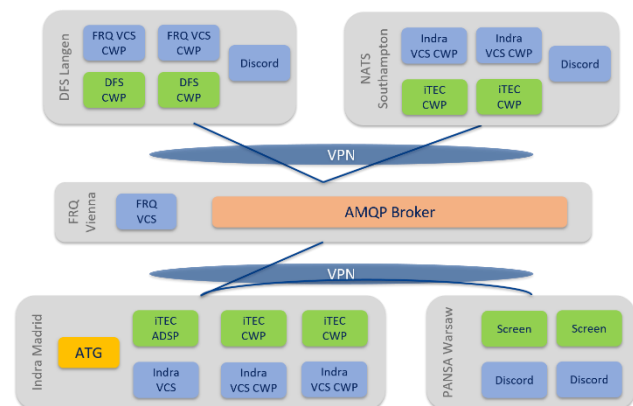 DFS Langen
FRQ VCS
CWP
FRQ VCS
CWP
Discord
DFS
CWP
DFS
CWP
NATS
Southampton
Indra
VCS CWP
Indra
VCS CWP
Discord
iTEC
CWP
iTEC
CWP
VPN
FRQ
Vienna
FRQ
VCS
AMQP Broker
VPN
Indra Madrid
ATG
iTEC
ADSP
iTEC
CWP
iTEC
CWP
Indra
VCS
Indra
VCS CWP
Indra
VCS CWP
PANSA Warsaw
Screen
Screen
Discord
Discord